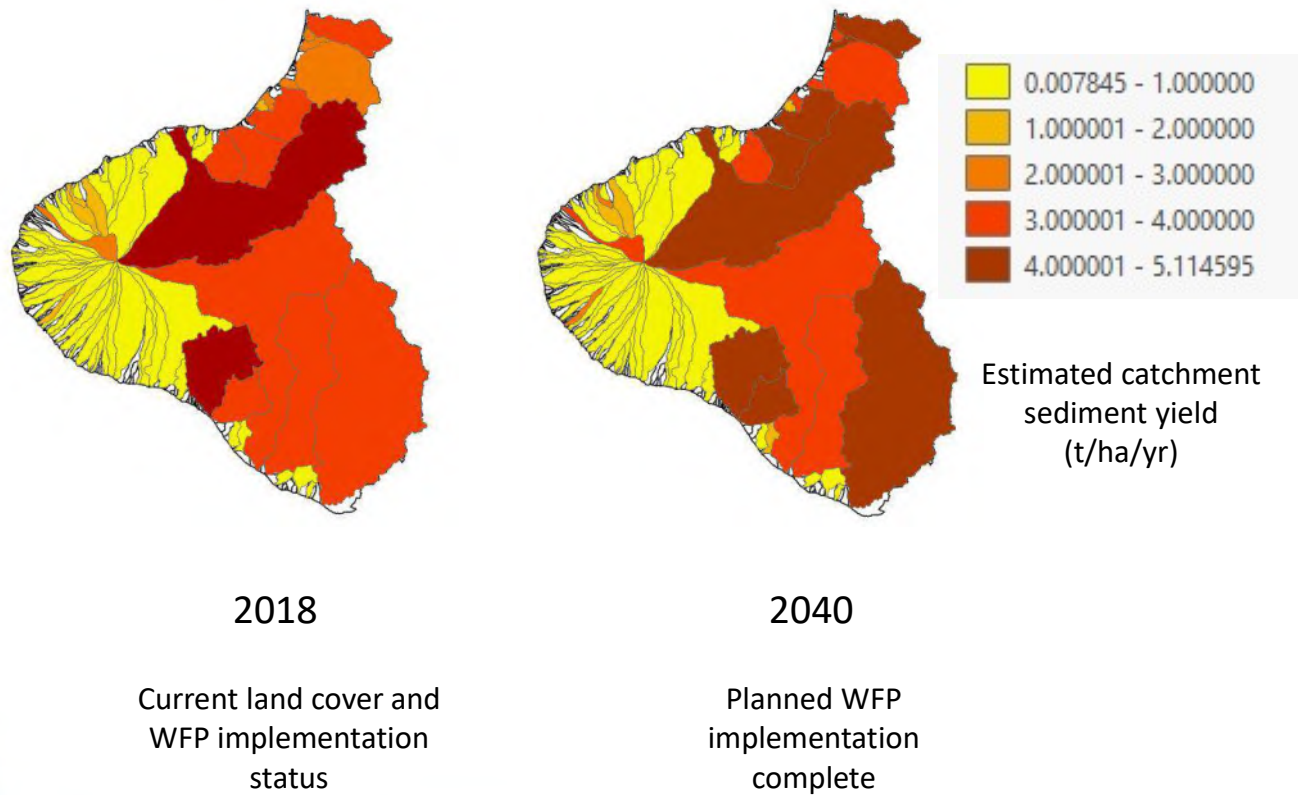 0.007845 - 1.000000
1.000001 - 2.000000
2.000001 - 3.000000
3.000001 - 4.000000
4.000001 - 5.114595
Estimated catchment
sediment yield
(t/ha/yr)
2018
2040
Current land cover and
WFP implementation
status
Planned WFP
implementation
complete